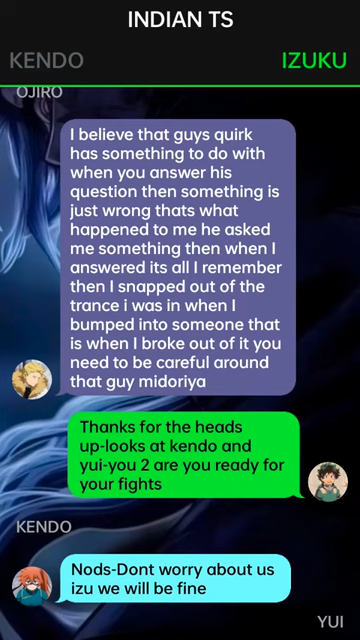 INDIAN TS
KENDO
IZUKU
OJIRO
I believe that guys quirk
has something to do with
when you answer his
question then something is
just wrong thats what
happened to me he asked
me something then when I
answered its all I remember
then I snapped out of the
trance i was in when I
bumped into someone that
is when I broke out of it you
need to be careful around
that guy midoriya
Thanks for the heads
up-looks at kendo and
yui-you 2 are you ready for
your fights
KENDO
Nods-Dont worry about us
izu we will be fine
YUI